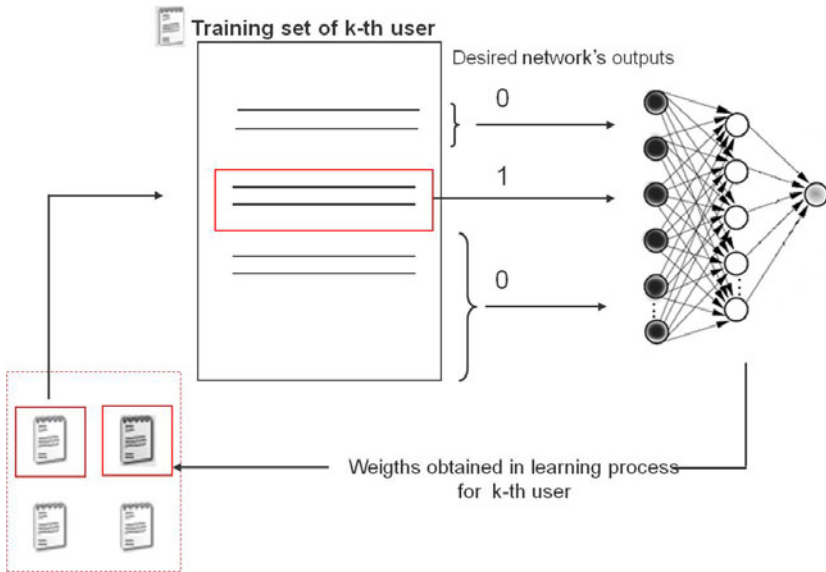 Training set of k-th user
Desired network's outputs
0
1
0
Weigths obtained in learning process
for k-th user